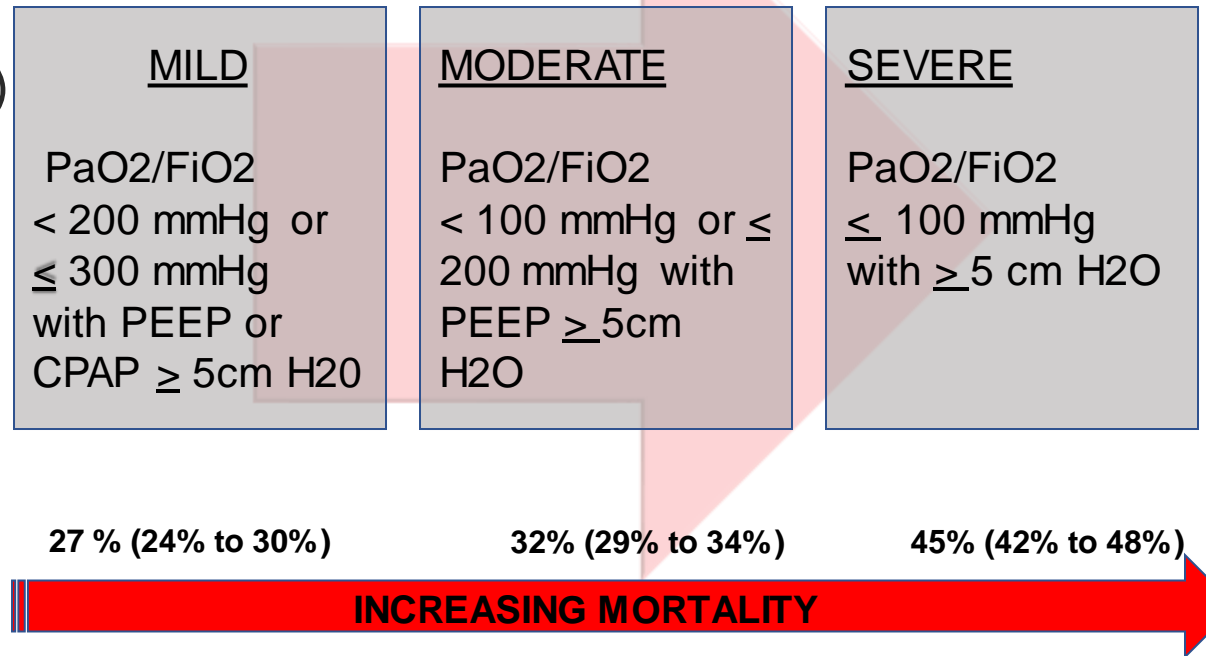 )
MILD
PaO2/FiO2
< 200 mmHg or
≤ 300 mmHg
with PEEP or
CPAP ≥ 5cm H20
MODERATE
PaO2/FiO2
< 100 mmHg or ≤
200 mmHg with
PEEP ≥ 5cm
H2O
SEVERE
PaO2/FiO2
≤ 100 mmHg
with ≥ 5 cm H2O
27 % (24% to 30%)
32% (29% to 34%)
45% (42% to 48%)
INCREASING MORTALITY